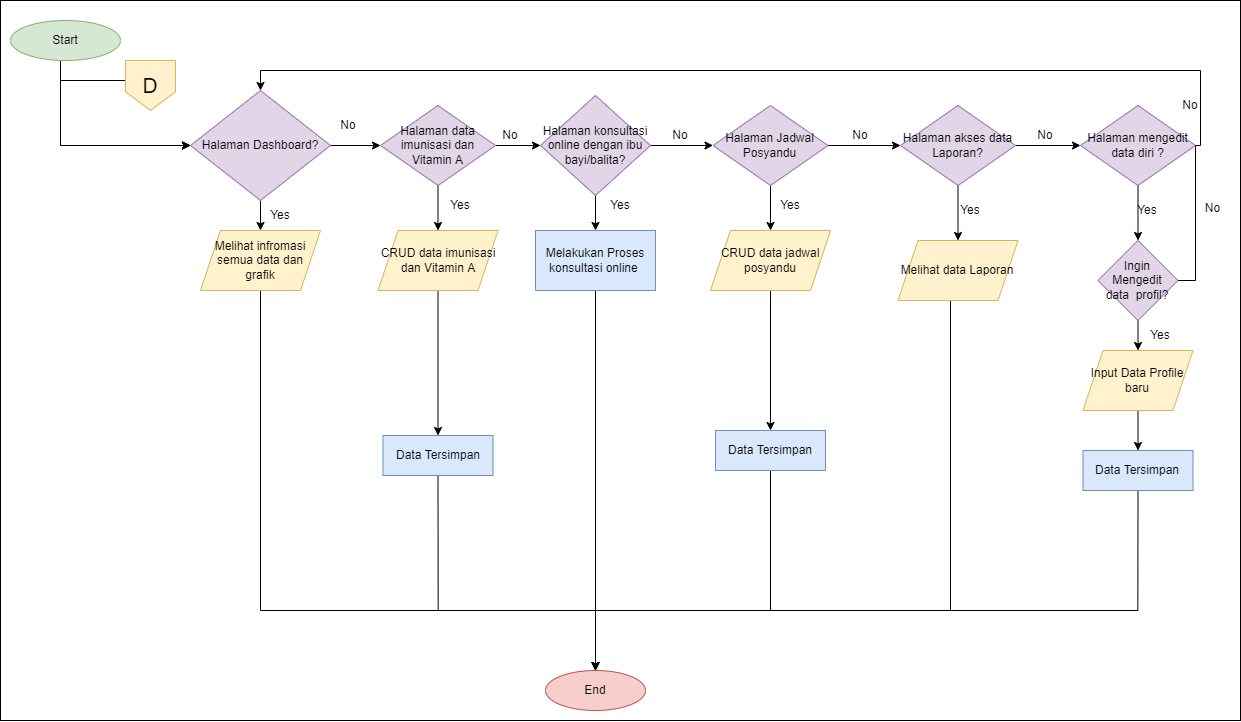 Start
D
Halaman Dashboard?
No
Halaman data
imunisasi dan
Vitamin A
No
Halaman konsultasi
online dengan ibu
bayi/balita?
No
Halaman Jadwal
Posyandu
No
Halaman akses data
Laporan?
No
Halaman mengedit
data diri ?
No
Yes
Yes
Yes
Yes
Yes
Yes
No
Melihat infromasi
semua data dan
grafik
CRUD data imunisasi
dan Vitamin A
Melakukan Proses
konsultasi online
CRUD data jadwal
posyandu
Melihat data Laporan
Ingin
Mengedit
data  profil?
Yes
Input Data Profile
baru
Data Tersimpan
Data Tersimpan
Data Tersimpan
End